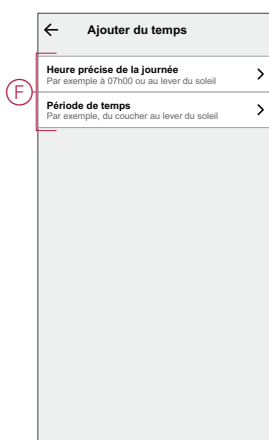 Ajouter du temps
Heure précise de la journée
Par exemple à 07h00 ou au lever du soleil
F
Période de temps
Par exemple, du coucher au lever du soleil